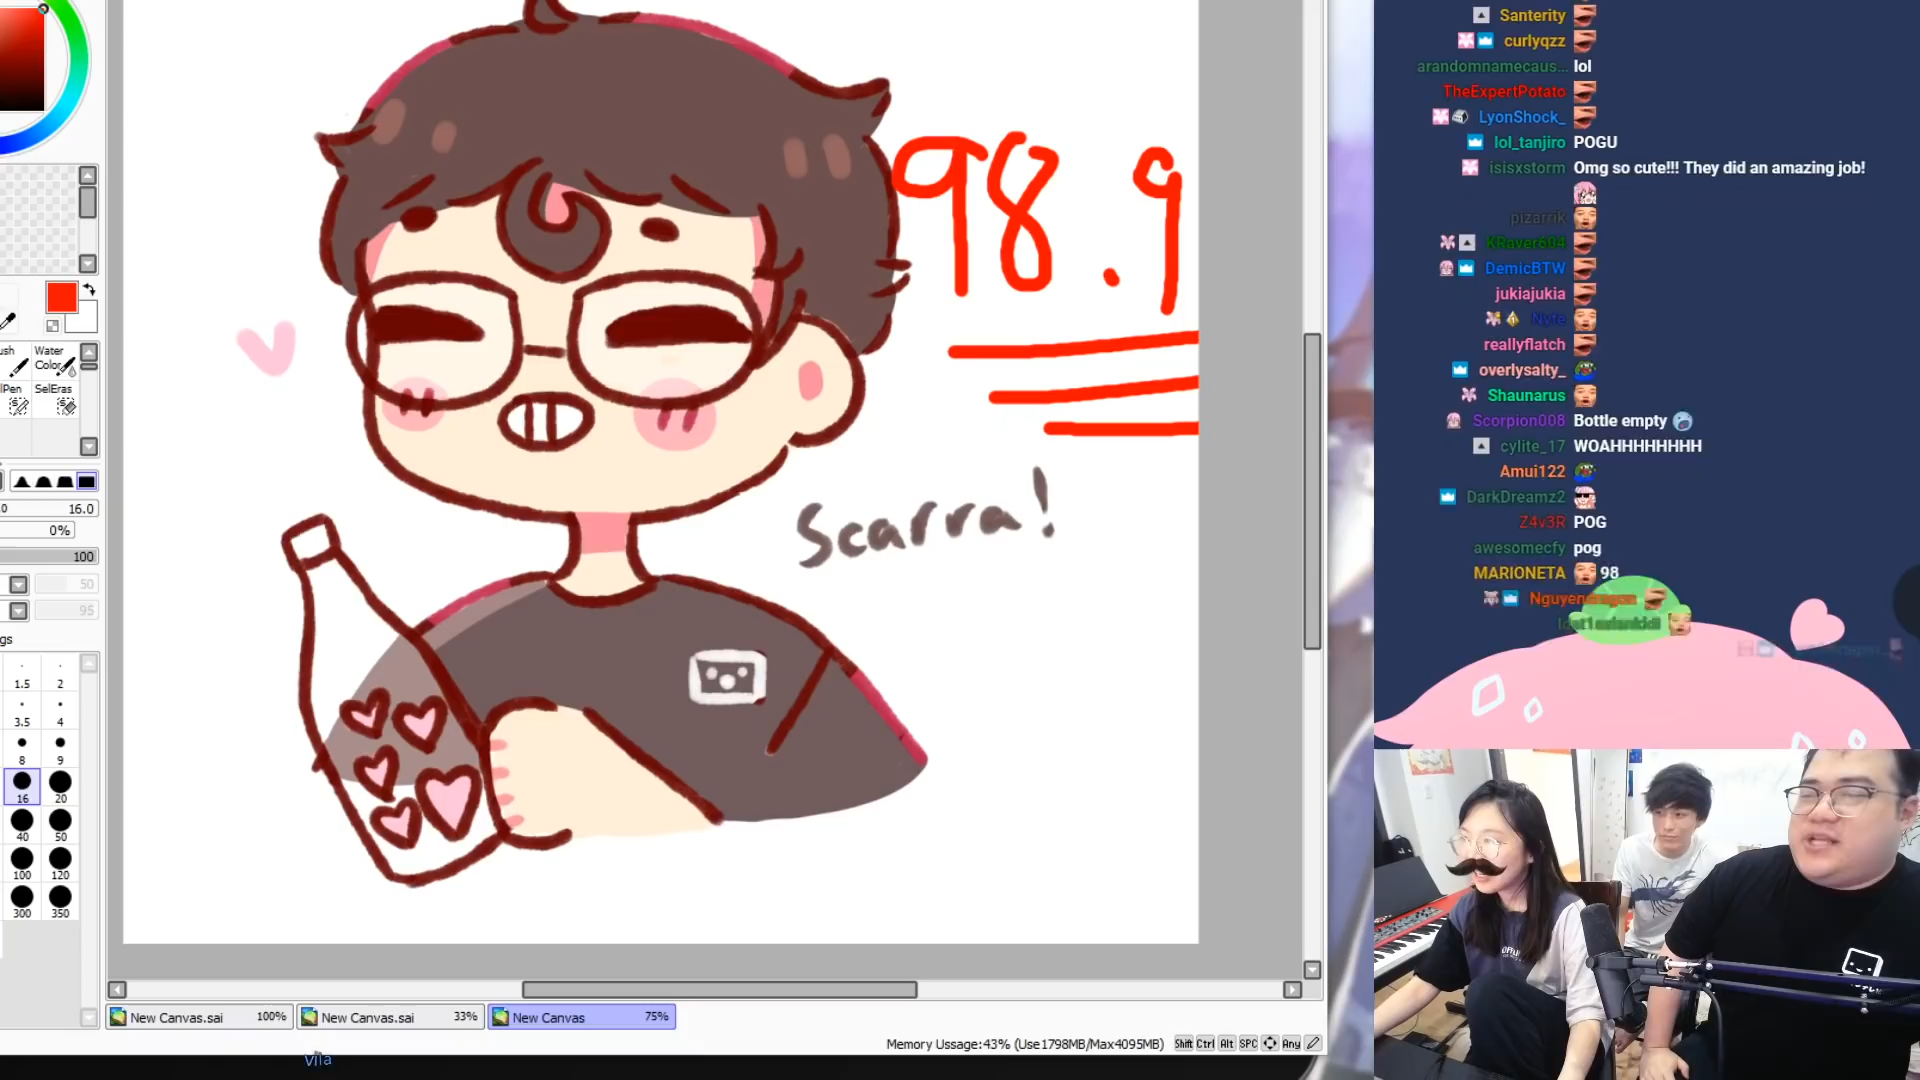 98.9
Scarra!
ush
Water
Color
lPen
SelEras
16.0
0%
100
50
95
gs
1.5 2
3.5 4
8 9
16 20
40 50
100 120
300 350
New Canvas.sai 100%
New Canvas.sai 33%
New Canvas 75%
Memory Ussage:43% (Use1798MB/Max4095MB)
Shift Ctrl Alt SPC Any
Santerity
curlyqzz
arandomnamecaus... lol
TheExpertPotato
LyonShock_
lol_tanjiro POGU
isisxstorm Omg so cute!!! They did an amazing job!
pizarrik
KRaver604
DemicBTW
jukiajukia
Nyfe
reallyflatch
overlysalty_
Shaunarus
Scorpion008 Bottle empty
cylite_17 WOAHHHHHHHH
Amui122
DarkDreamz2
Z4v3R POG
awesomecfy pog
MARIONETA 98